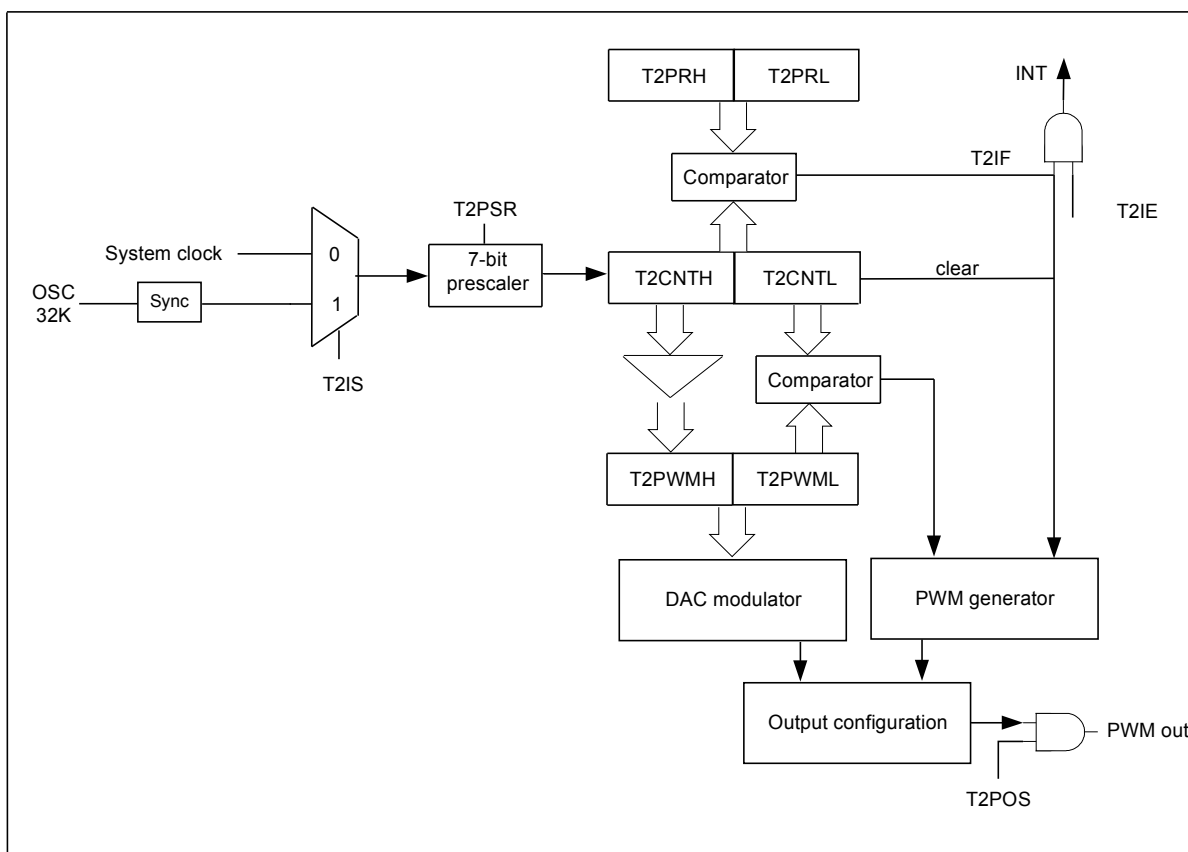 T2PRH T2PRL
INT
Comparator
T2IF
T2IE
T2PSR
System clock
0
7-bit
prescaler
T2CNTH T2CNTL
clear
OSC
32K
Sync
1
T2IS
Comparator
T2PWMH T2PWML
DAC modulator
PWM generator
Output configuration
PWM out
T2POS